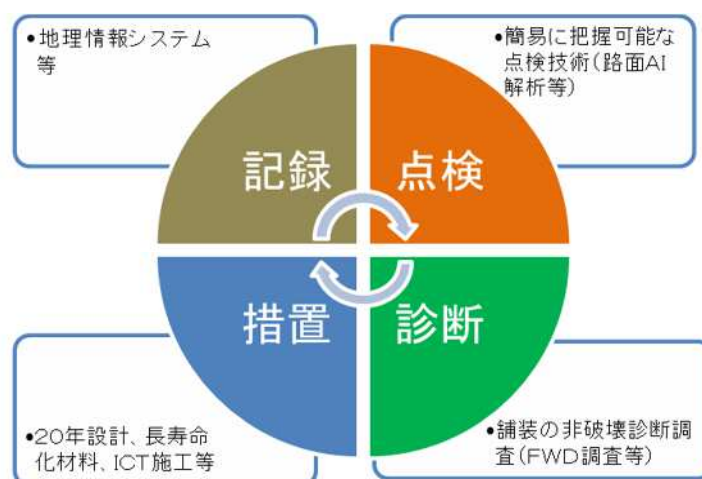 •地理情報システム
等
•簡易に把握可能な
点検技術(路面AI
解析等)
記録
点検
措置
診断
•20年設計、長寿命
化材料、ICT施工等
•舗装の非破壊診断調
査(FWD調査等)